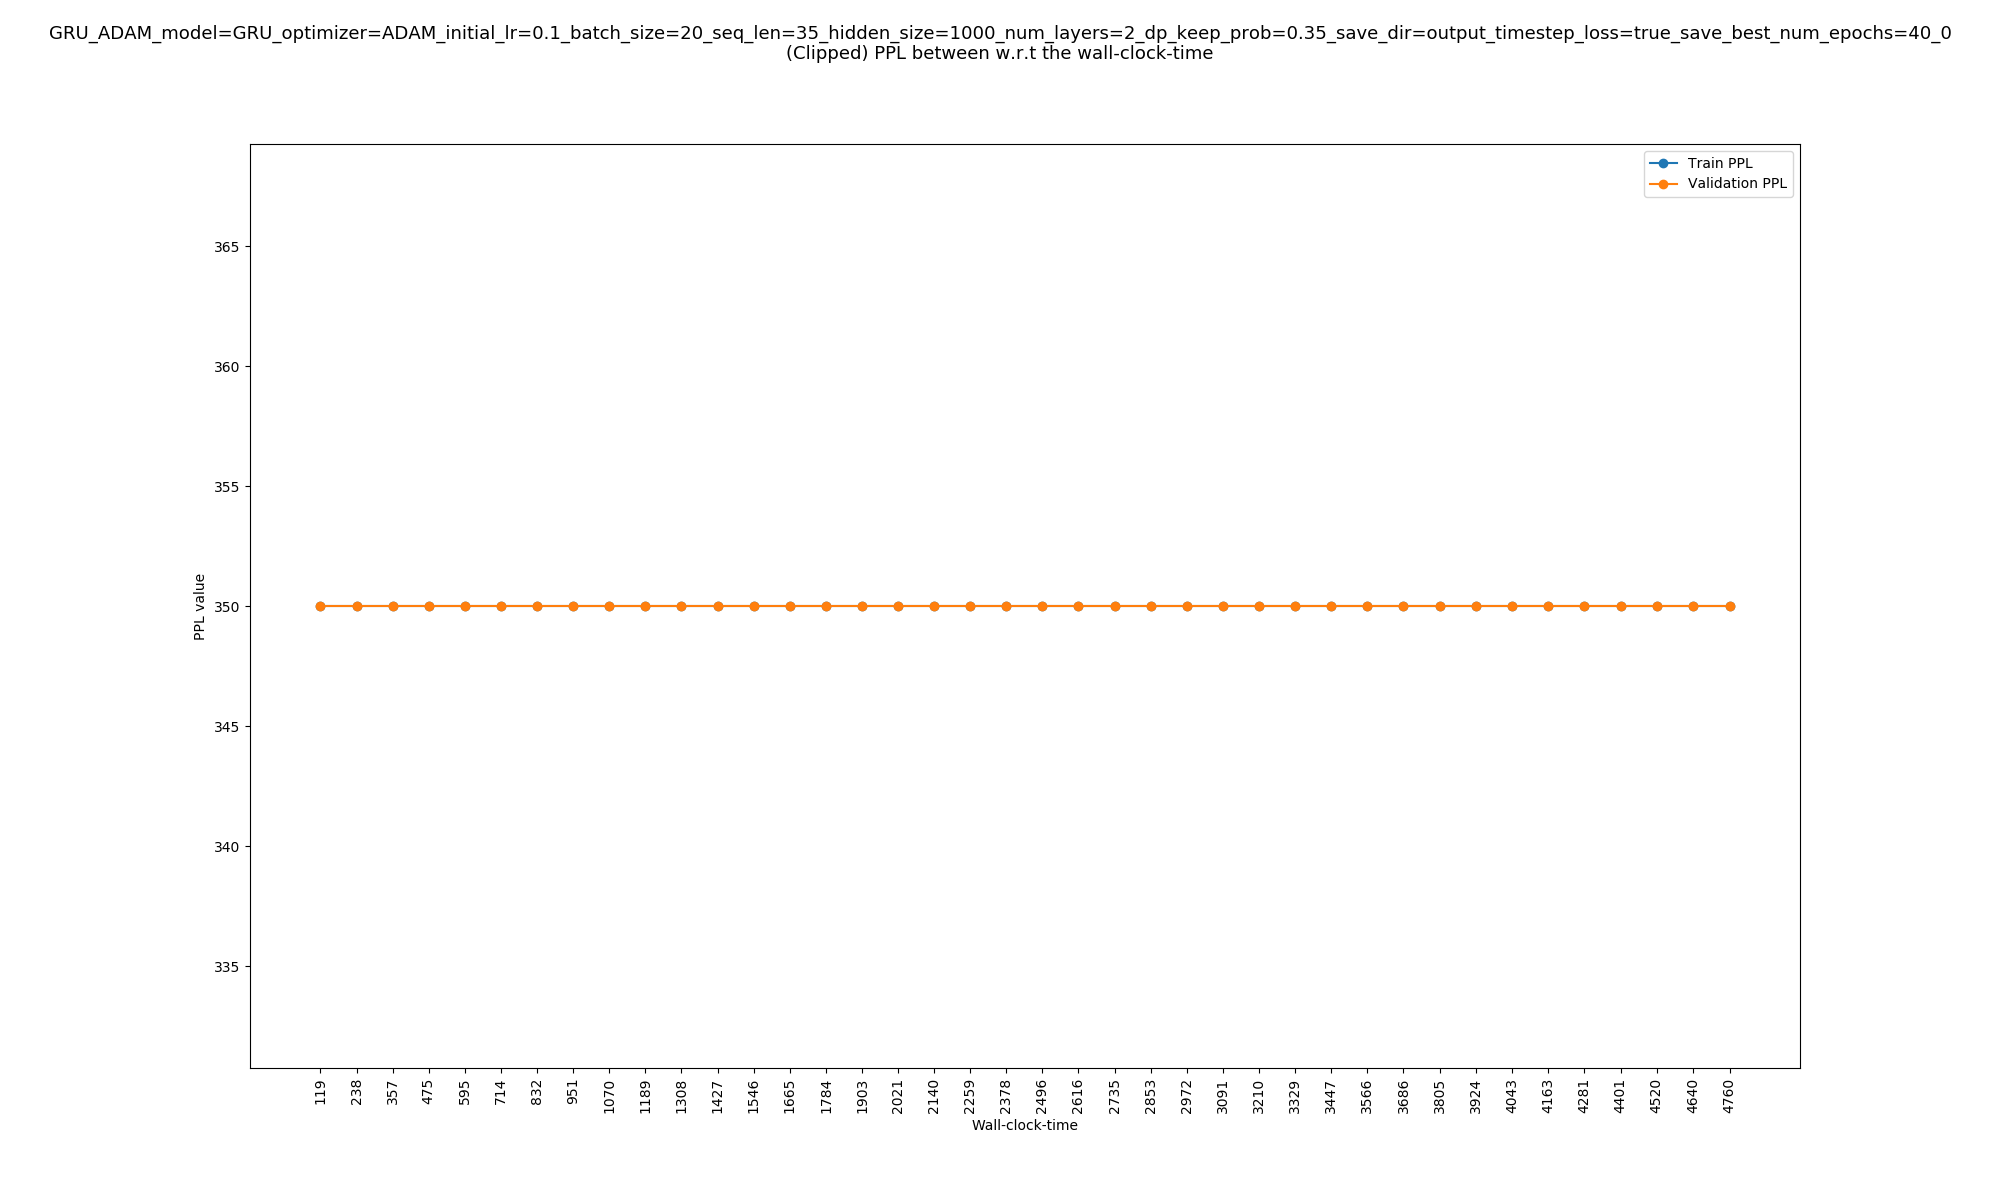 GRU_ADAM_model=GRU_optimizer=ADAM_initial_lr=0.1_batch_size=20_seq_len=35_hidden_size=1000_num_layers=2_dp_keep_prob=0.35_save_dir=output_timestep_loss=true_save_best_num_epochs=40_0
(Clipped) PPL between w.r.t the wall-clock-time
Train PPL
Validation PPL
365
360
355
350
345
340
335
PPL value
119 238 357 475 595 714 832 951 1070 1189 1308 1427 1546 1665 1784 1903 2021 2140 2259 2378 2496 2616 2735 2853 2972 3091 3210 3329 3447 3566 3686 3805 3924 4043 4163 4281 4401 4520 4640 4760
Wall-clock-time